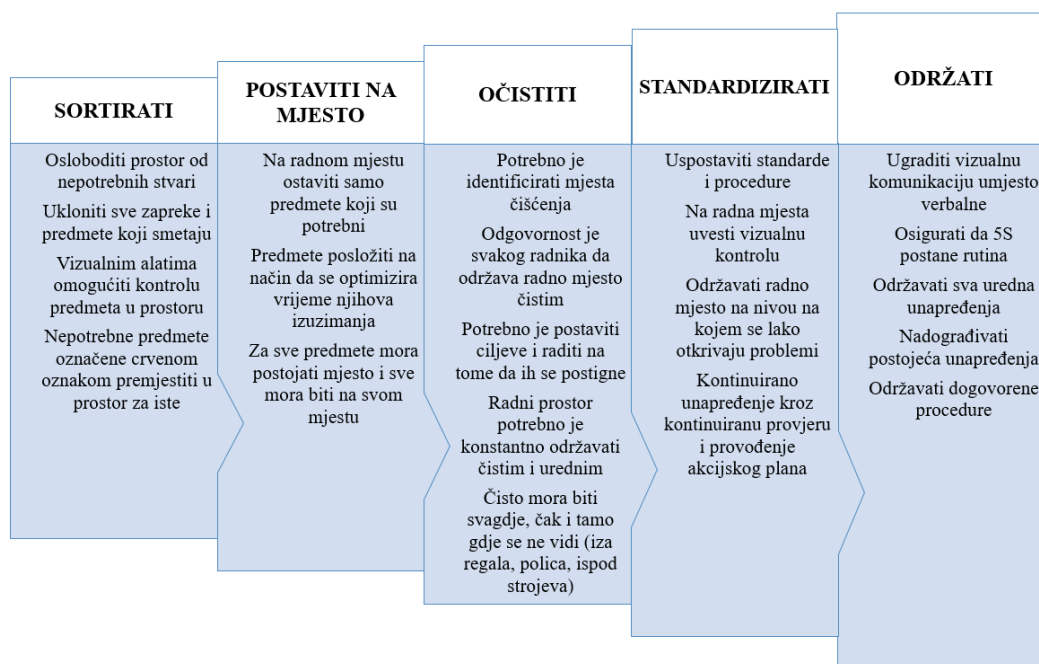 SORTIRATI
Osloboditi prostor od
nepotrebnih stvari
Ukloniti sve zapreke i
predmete koji smetaju
Vizualnim alatima
omogućiti kontrolu
predmeta u prostoru
Nepotrebne predmete
označene crvenom
oznakom premjestiti u
prostor za iste
POSTAVITI NA
MJESTO
Na radnom mjestu
ostaviti samo
predmete koji su
potrebni
Predmete posložiti na
način da se optimizira
vrijeme njihova
izuzimanja
Za sve predmete mora
postojati mjesto i sve
mora biti na svom
mjestu
OČISTITI
Potrebno je
identificirati mjesta
čišćenja
Odgovornost je
svakog radnika da
održava radno mjesto
čistim
Potrebno je postaviti
ciljeve i raditi na
tome da ih se postigne
Radni prostor
potrebno je
konstantno održavati
čistim i urednim
Čisto mora biti
svagdje, čak i tamo
gdje se ne vidi (iza
regala, polica, ispod
strojeva)
STANDARDIZIRATI
Uspostaviti standarde
i procedure
Na radna mjesta
uvesti vizualnu
kontrolu
Održavati radno
mjesto na nivou na
kojem se lako
otkrivaju problemi
Kontinuirano
unapređenje kroz
kontinuiranu provjeru
i provođenje
akcijskog plana
ODRŽATI
Ugraditi vizualnu
komunikaciju umjesto
verbalne
Osigurati da 5S
postane rutina
Održavati sva uredna
unapređenja
Nadograđivati
postojeća unapređenja
Održavati dogovorene
procedure